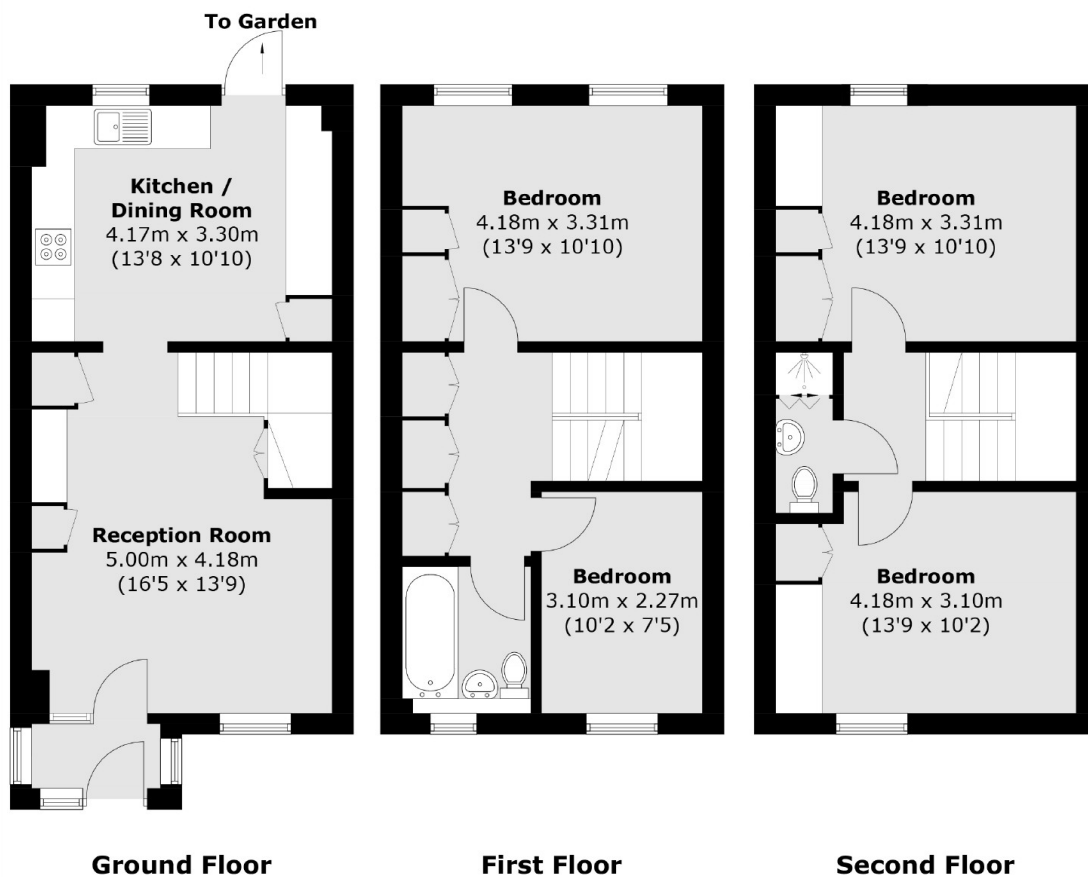 To Garden
Kitchen /
Dining Room
4.17m x 3.30m
(13'8 x 10'10)
Reception Room
5.00m x 4.18m
(16'5 x 13'9)
Ground Floor
Bedroom
4.18m x 3.31m
(13'9 x 10'10)
Bedroom
3.10m x 2.27m
(10'2 x 7'5)
First Floor
Bedroom
4.18m x 3.31m
(13'9 x 10'10)
Bedroom
4.18m x 3.10m
(13'9 x 10'2)
Second Floor